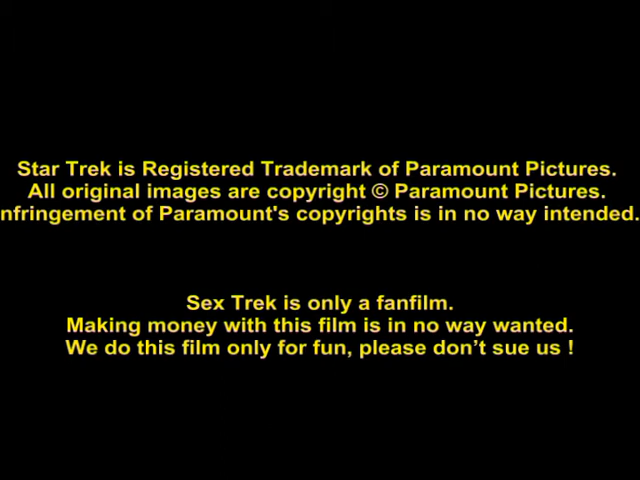 Star Trek is Registered Trademark of Paramount Pictures.
All original images are copyright © Paramount Pictures.
nfringement of Paramount's copyrights is in no way intended.
Sex Trek is only a fanfilm.
Making money with this film is in no way wanted.
We do this film only for fun, please don’t sue us !